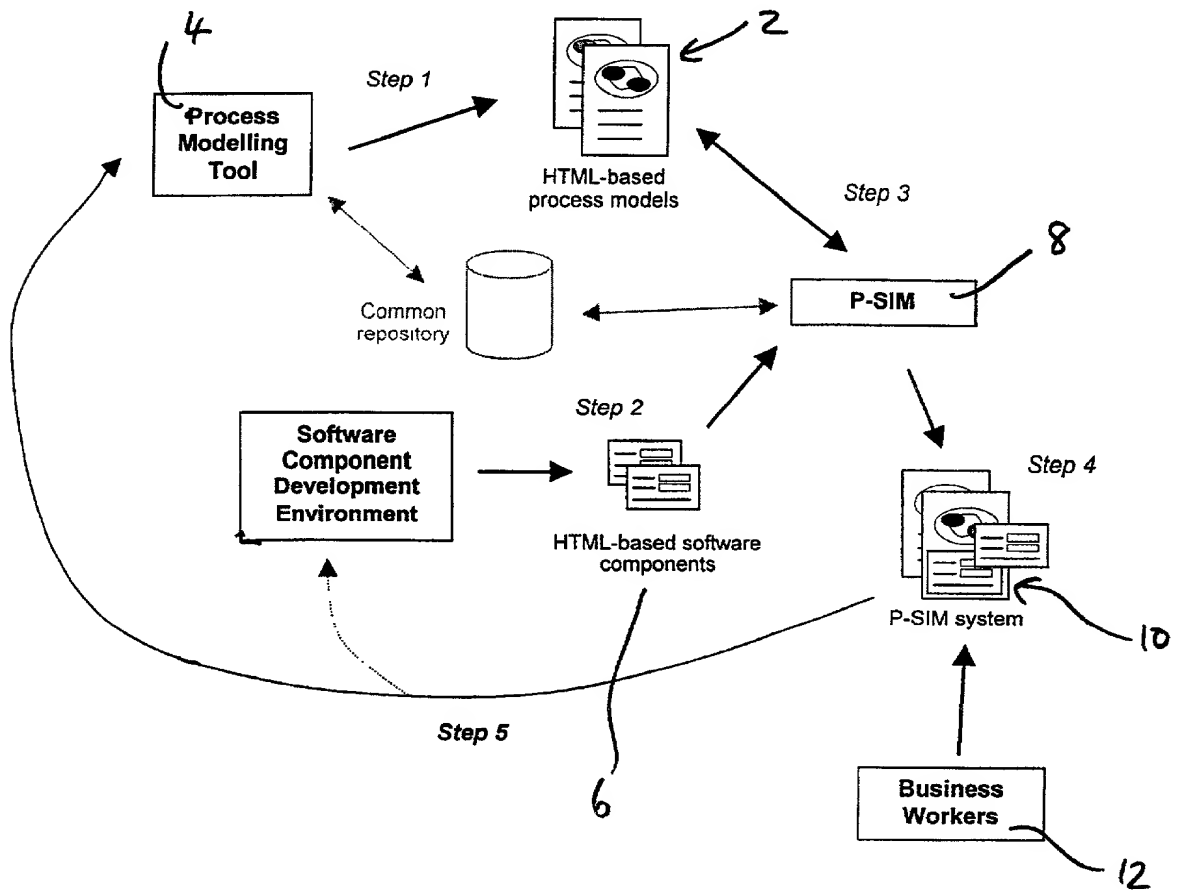 4
2
Step 1
Process
Modelling
Tool
HTML-based
process models
Step 3
8
P-SIM
Common
repository
Step 2
Software
Component
Development
Environment
Step 4
HTML-based software
components
P-SIM system
10
Step 5
6
Business
Workers
12